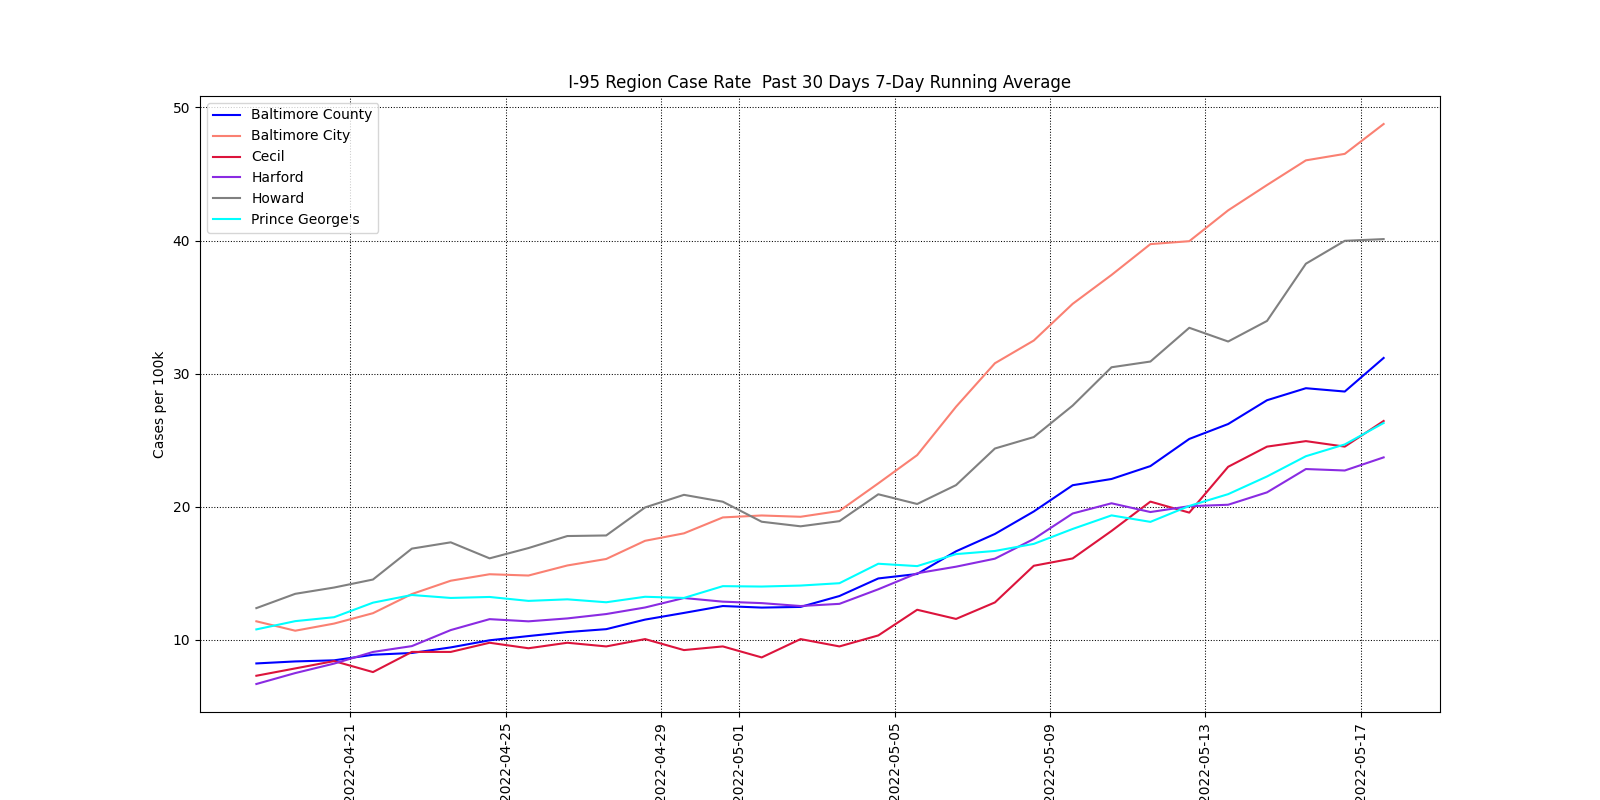 I-95 Region Case Rate  Past 30 Days 7-Day Running Average
Baltimore County
Baltimore City
Cecil
Harford
Howard
Prince George's
Cases per 100k
50
40
30
20
10
2022-04-21
2022-04-25
2022-04-29
2022-05-01
2022-05-05
2022-05-09
2022-05-13
2022-05-17